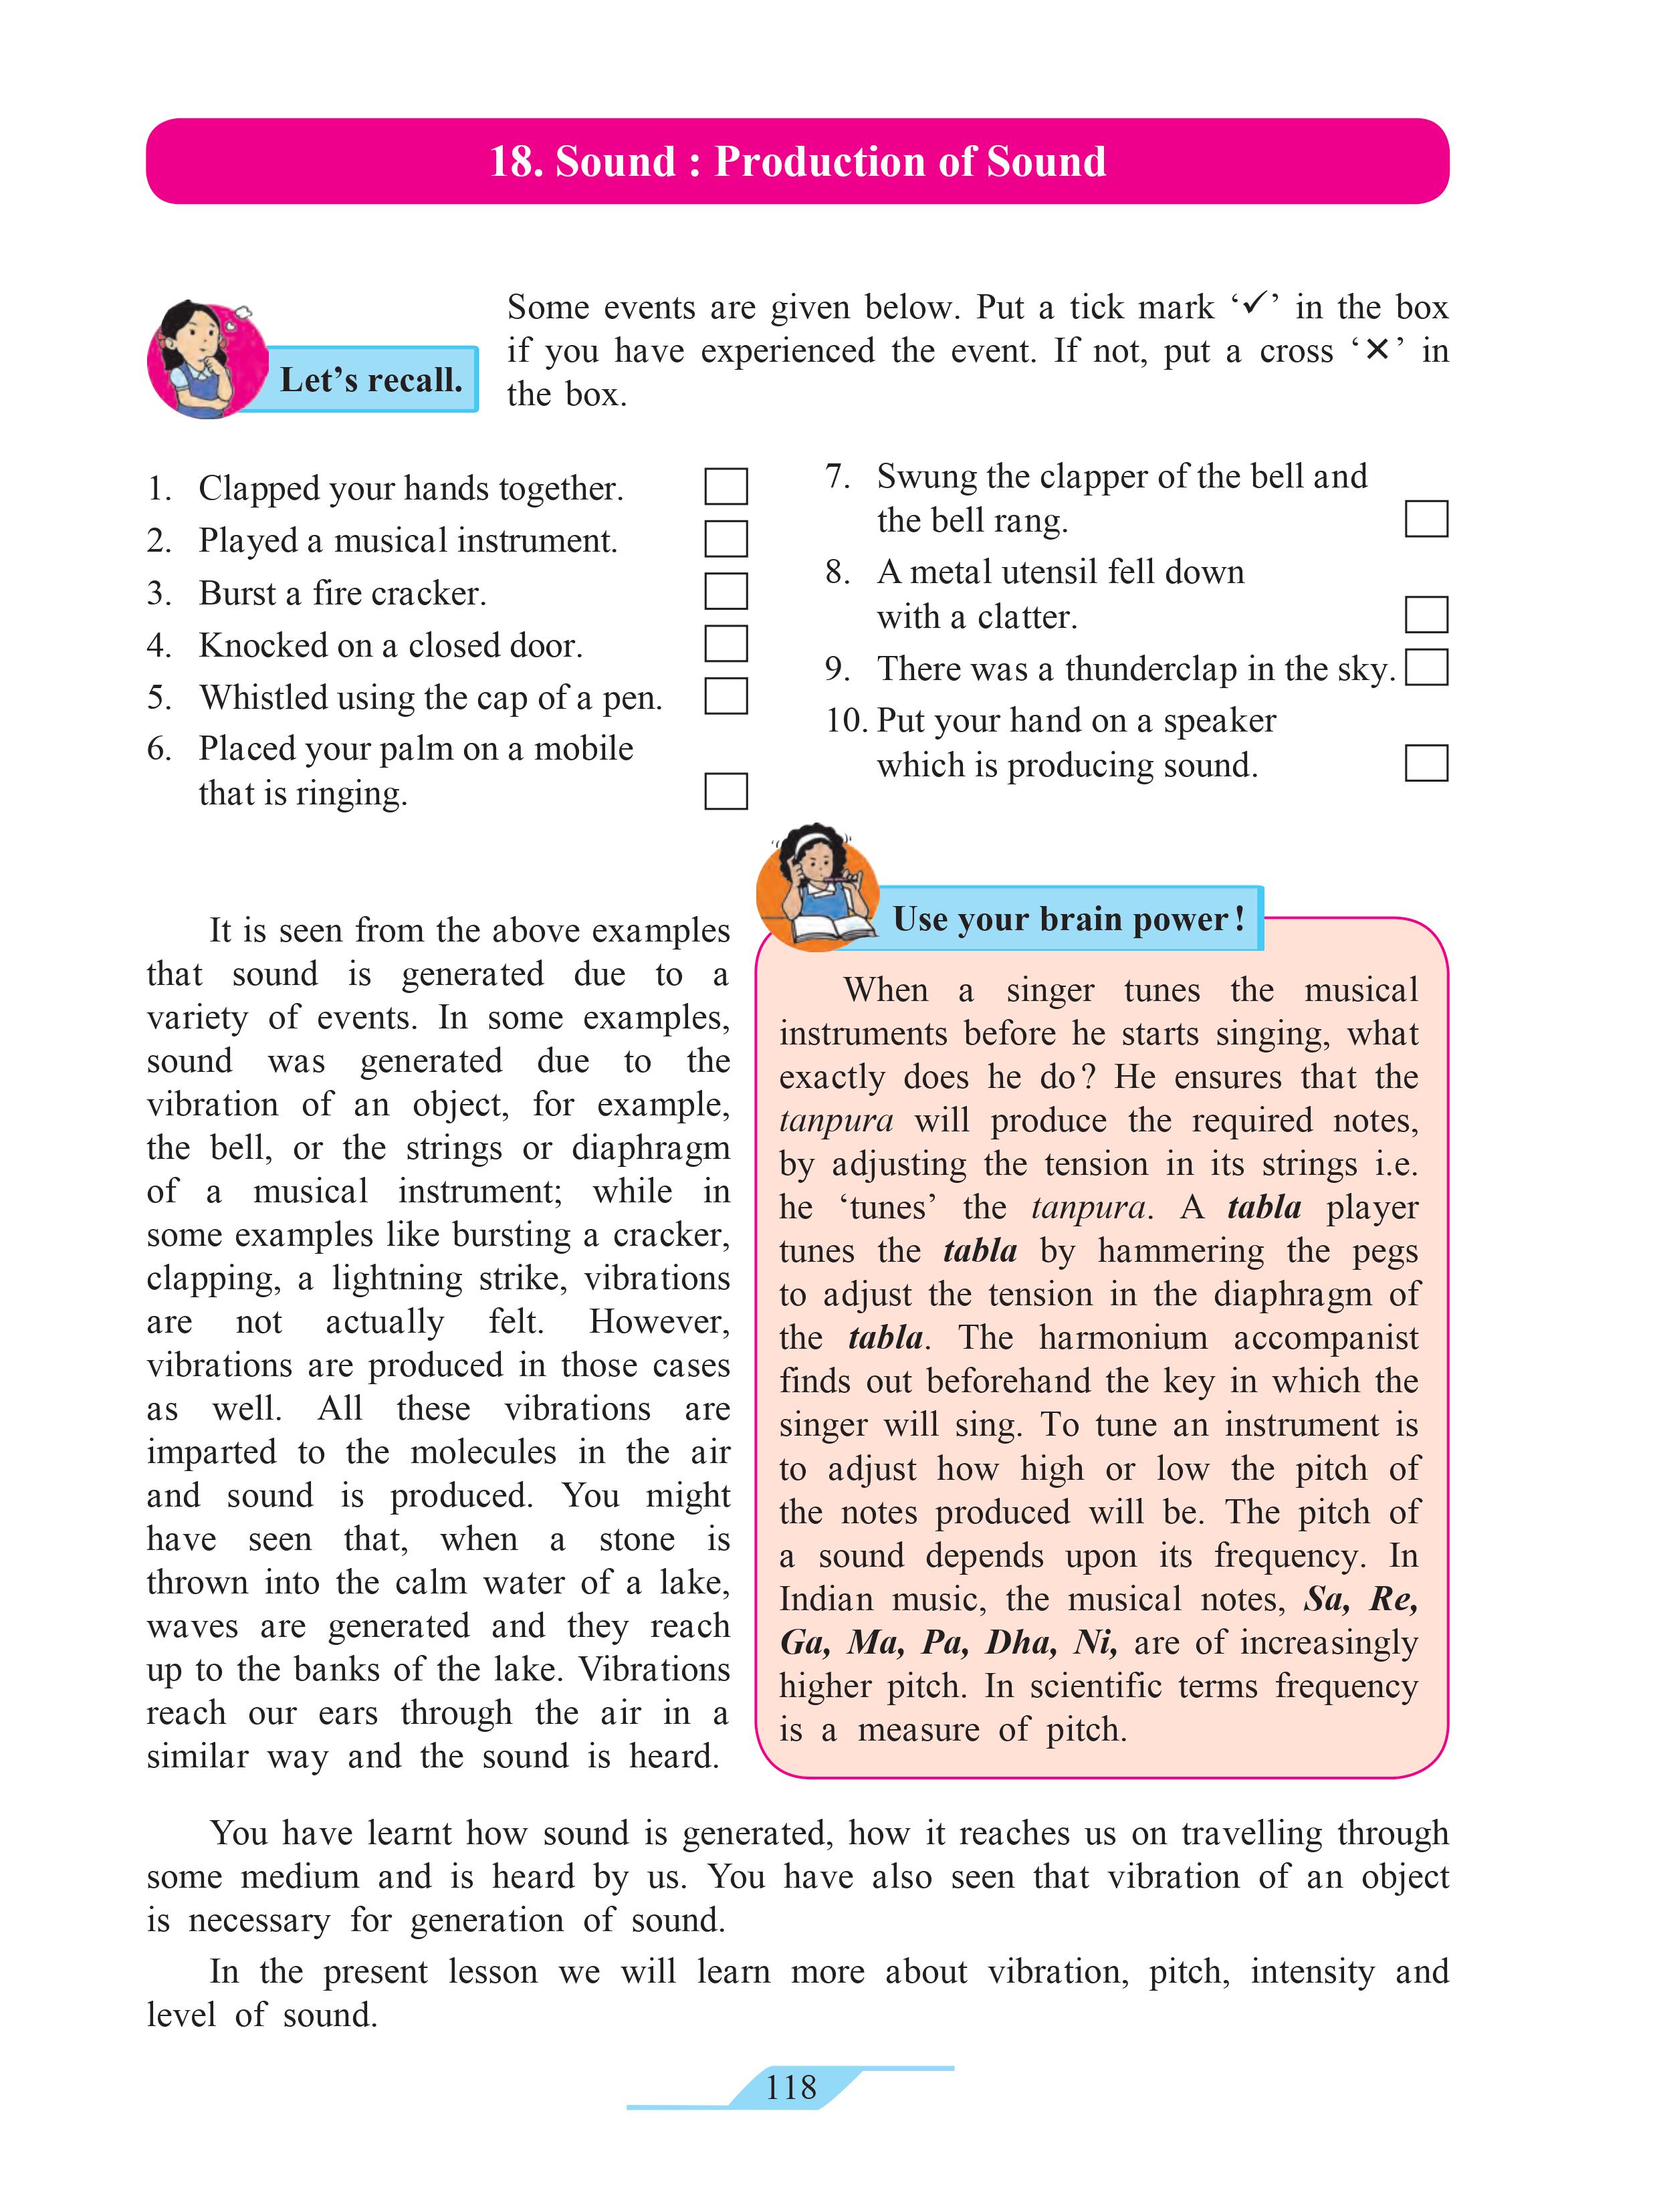 18. Sound : Production of Sound
Let's recall.
Some events are given below. Put a tick mark ‘✓’ in the box
if you have experienced the event. If not, put a cross ‘✕’ in
the box.
1. Clapped your hands together.
2. Played a musical instrument.
3. Burst a fire cracker.
4. Knocked on a closed door.
5. Whistled using the cap of a pen.
6. Placed your palm on a mobile
that is ringing.
7. Swung the clapper of the bell and
the bell rang.
8. A metal utensil fell down
with a clatter.
9. There was a thunderclap in the sky.
10. Put your hand on a speaker
which is producing sound.
It is seen from the above examples
that sound is generated due to a
variety of events. In some examples,
sound was generated due to the
vibration of an object, for example,
the bell, or the strings or diaphragm
of a musical instrument; while in
some examples like bursting a cracker,
clapping, a lightning strike, vibrations
are not actually felt. However,
vibrations are produced in those cases
as well. All these vibrations are
imparted to the molecules in the air
and sound is produced. You might
have seen that, when a stone is
thrown into the calm water of a lake,
waves are generated and they reach
up to the banks of the lake. Vibrations
reach our ears through the air in a
similar way and the sound is heard.
Use your brain power!
When a singer tunes the musical
instruments before he starts singing, what
exactly does he do? He ensures that the
tanpura will produce the required notes,
by adjusting the tension in its strings i.e.
he ‘tunes’ the tanpura. A tabla player
tunes the tabla by hammering the pegs
to adjust the tension in the diaphragm of
the tabla. The harmonium accompanist
finds out beforehand the key in which the
singer will sing. To tune an instrument is
to adjust how high or low the pitch of
the notes produced will be. The pitch of
a sound depends upon its frequency. In
Indian music, the musical notes, Sa, Re,
Ga, Ma, Pa, Dha, Ni, are of increasingly
higher pitch. In scientific terms frequency
is a measure of pitch.
You have learnt how sound is generated, how it reaches us on travelling through
some medium and is heard by us. You have also seen that vibration of an object
is necessary for generation of sound.
In the present lesson we will learn more about vibration, pitch, intensity and
level of sound.
118